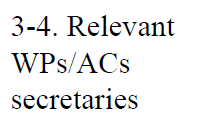 3-4. Relevant
WPs/ACs
secretaries